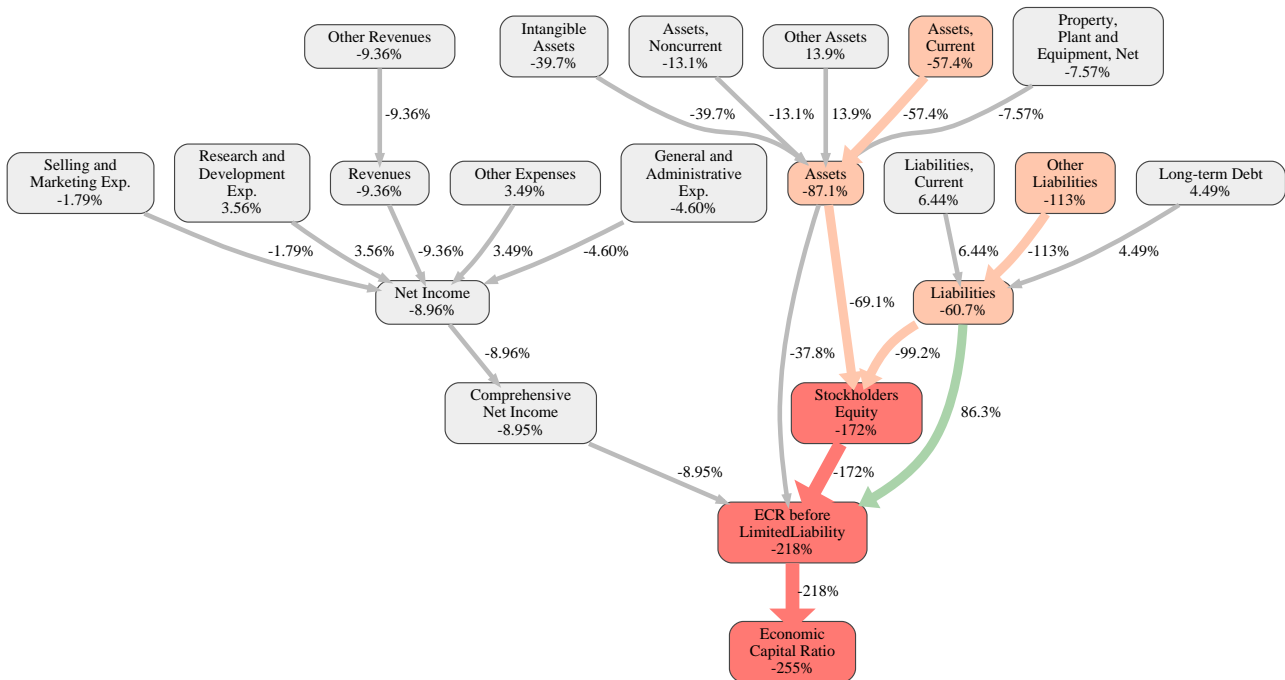 Other Revenues
-9.36%
Intangible
Assets
-39.7%
Assets,
Noncurrent
-13.1%
Other Assets
13.9%
Assets,
Current
-57.4%
Property,
Plant and
Equipment, Net
-7.57%
-9.36%
-39.7%
-13.1%
13.9%
-57.4%
-7.57%
Selling and
Marketing Exp.
-1.79%
Research and
Development
Exp.
3.56%
Revenues
-9.36%
Other Expenses
3.49%
General and
Administrative
Exp.
-4.60%
Assets
-87.1%
Liabilities,
Current
6.44%
Other
Liabilities
-113%
Long-term Debt
4.49%
-1.79%
3.56%
-9.36%
3.49%
-4.60%
6.44%
-113%
4.49%
Net Income
-8.96%
-69.1%
Liabilities
-60.7%
-8.96%
-37.8%
-99.2%
Comprehensive
Net Income
-8.95%
Stockholders
Equity
-172%
86.3%
-8.95%
-172%
ECR before
LimitedLiability
-218%
-218%
Economic
Capital Ratio
-255%